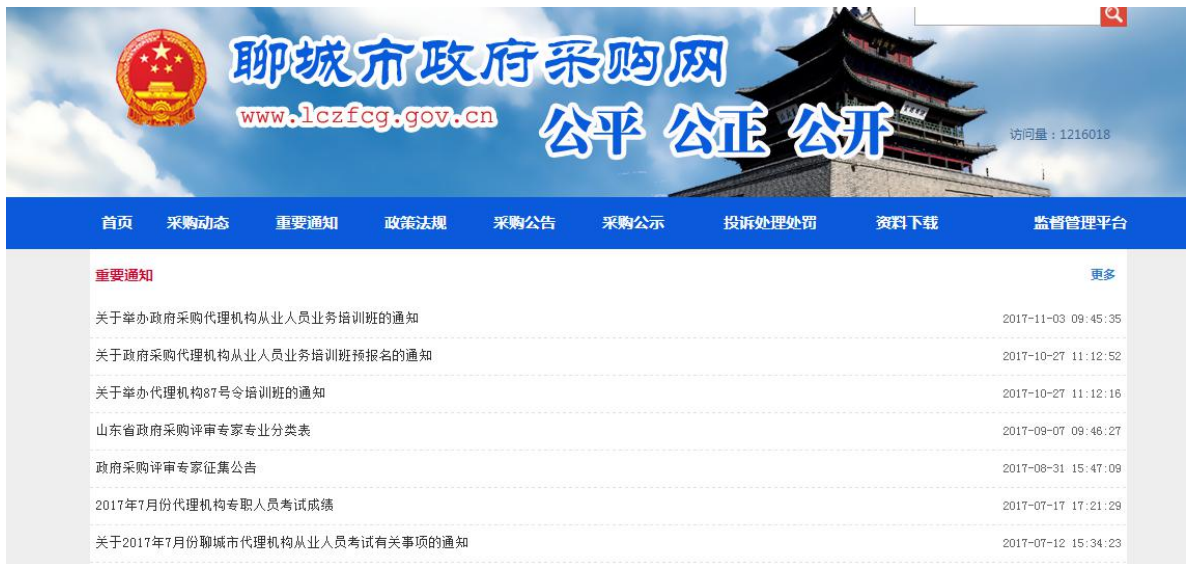 聊城市政府采购网
www.lczfcg.gov.cn
公平 公正 公开
访问量：1216018
首页 采购动态 重要通知 政策法规 采购公告 采购公示 投诉处理处罚 资料下载 监督管理平台
重要通知 更多
关于举办政府采购代理机构从业人员业务培训班的通知 2017-11-03 09:45:35
关于政府采购代理机构从业人员业务培训班预报名的通知 2017-10-27 11:12:52
关于举办代理机构87号令培训班的通知 2017-10-27 11:12:16
山东省政府采购评审专家专业分类表 2017-09-07 09:46:27
政府采购评审专家征集公告 2017-08-31 15:47:09
2017年7月份代理机构专职人员考试成绩 2017-07-17 17:21:29
关于2017年7月份聊城市代理机构从业人员考试有关事项的通知 2017-07-12 15:34:23